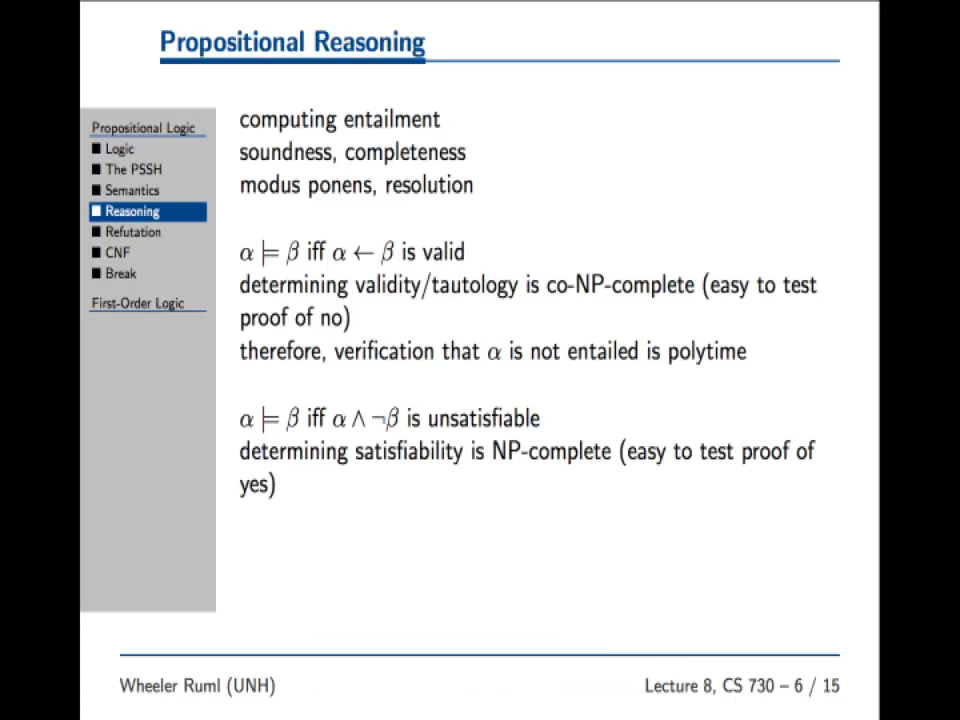 Propositional Reasoning
Propositional Logic
■ Logic
■ The PSSH
■ Semantics
■ Reasoning
■ Refutation
■ CNF
■ Break
First-Order Logic
computing entailment
soundness, completeness
modus ponens, resolution
α ⊨ β iff α ← β is valid
determining validity/tautology is co-NP-complete (easy to test
proof of no)
therefore, verification that α is not entailed is polytime
α ⊨ β iff α ∧ ¬β is unsatisfiable
determining satisfiability is NP-complete (easy to test proof of
yes)
Wheeler Ruml (UNH)
Lecture 8, CS 730 – 6 / 15